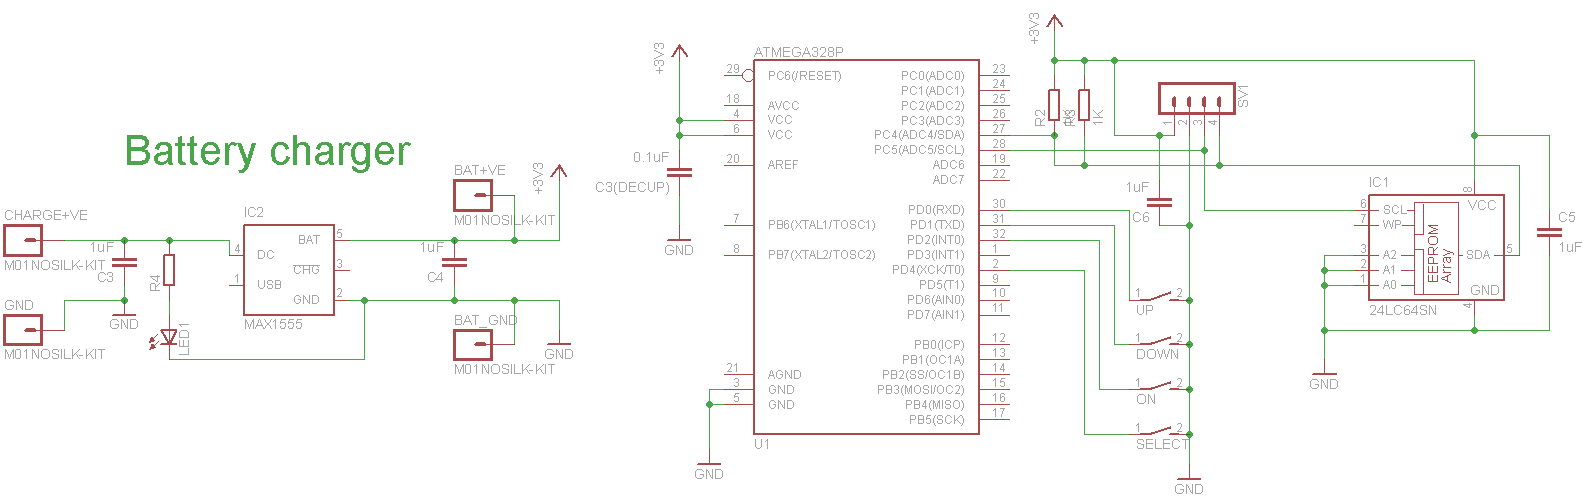 Battery charger
CHARGE+VE
M01NOSILK-KIT
GND
M01NOSILK-KIT
1uF
C3
GND
R4
LED1
IC2
4
DC
1
USB
BAT
5
CHG
3
GND
2
MAX1555
1uF
C4
BAT+VE
M01NOSILK-KIT
BAT_GND
M01NOSILK-KIT
+3V3
GND
+3V3
0.1uF
C3(DECUP)
GND
ATMEGA328P
29 PC6(/RESET)
18 AVCC
4 VCC
6 VCC
20 AREF
7 PB6(XTAL1/TOSC1)
8 PB7(XTAL2/TOSC2)
21 AGND
3 GND
5 GND
U1
GND
PC0(ADC0) 23
PC1(ADC1) 24
PC2(ADC2) 25
PC3(ADC3) 26
PC4(ADC4/SDA) 27
PC5(ADC5/SCL) 28
ADC6 19
ADC7 22
PD0(RXD) 30
PD1(TXD) 31
PD2(INT0) 32
PD3(INT1) 1
PD4(XCK/T0) 2
PD5(T1) 9
PD6(AIN0) 10
PD7(AIN1) 11
PB0(ICP) 12
PB1(OC1A) 13
PB2(SS/OC1B) 14
PB3(MOSI/OC2) 15
PB4(MISO) 16
PB5(SCK) 17
+3V3
R2
R3
1K
SV1
1
2
3
4
1uF
C6
1 2
UP
1 2
DOWN
1 2
ON
1 2
SELECT
GND
IC1
6 SCL
7 WP
3 A2
2 A1
1 A0
EEPROM
Array
8
VCC
SDA 5
GND
4
24LC64SN
C5
1uF
GND